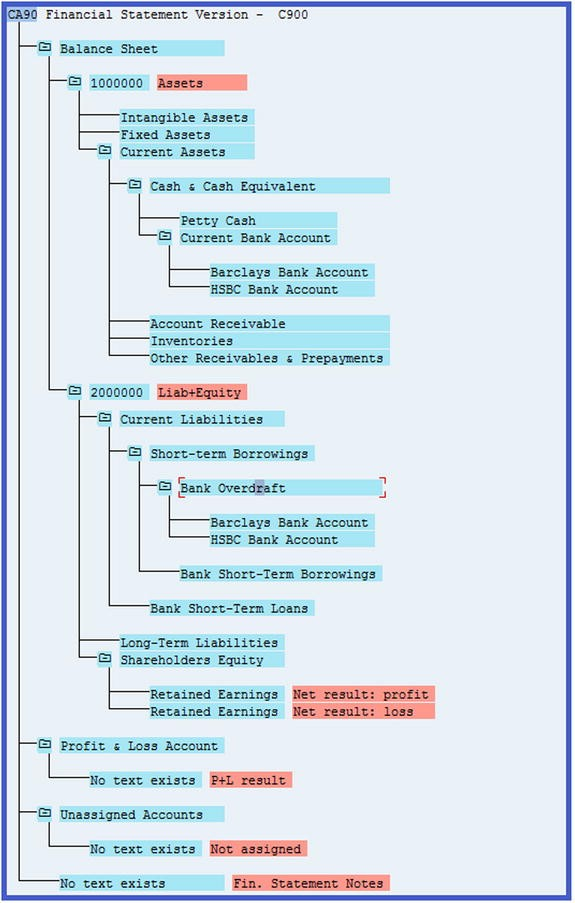 CA90 Financial Statement Version - C900
Balance Sheet
1000000 Assets
Intangible Assets
Fixed Assets
Current Assets
Cash & Cash Equivalent
Petty Cash
Current Bank Account
Barclays Bank Account
HSBC Bank Account
Account Receivable
Inventories
Other Receivables & Prepayments
2000000 Liab+Equity
Current Liabilities
Short-term Borrowings
Bank Overdraft
Barclays Bank Account
HSBC Bank Account
Bank Short-Term Borrowings
Bank Short-Term Loans
Long-Term Liabilities
Shareholders Equity
Retained Earnings Net result: profit
Retained Earnings Net result: loss
Profit & Loss Account
No text exists P+L result
Unassigned Accounts
No text exists Not assigned
No text exists Fin. Statement Notes